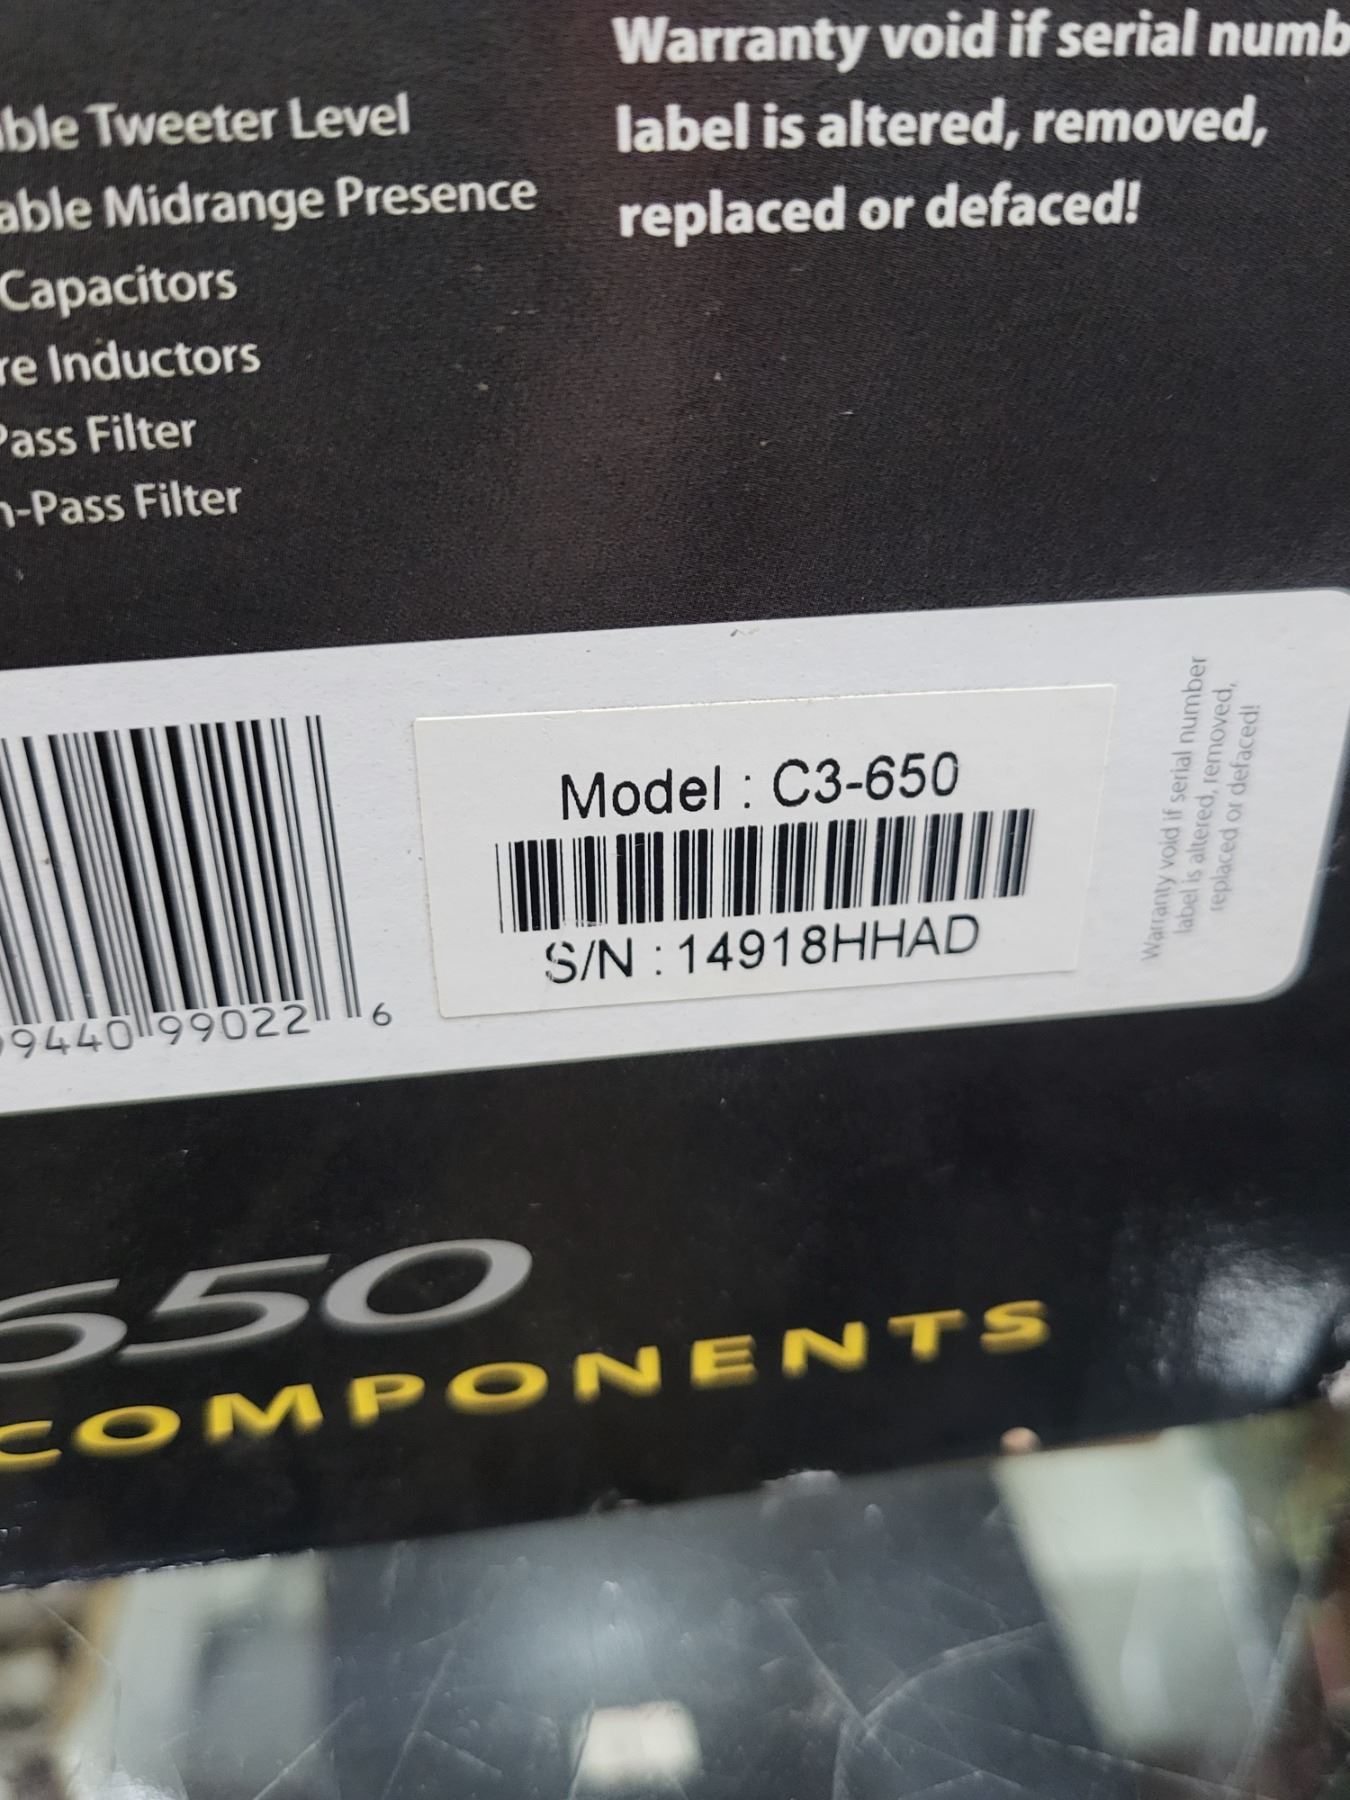 Warranty void if serial numb
label is altered, removed,
replaced or defaced!
ble Tweeter Level
able Midrange Presence
Capacitors
re Inductors
Pass Filter
-Pass Filter
Model : C3-650
S/N : 14918HHAD
99440 99022 6
Warranty void if serial number
label is altered, removed,
replaced or defaced!
650
COMPONENTS